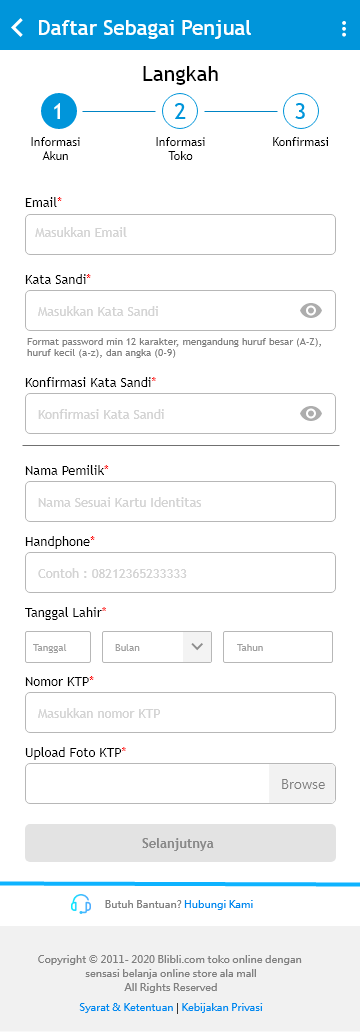 Daftar Sebagai Penjual
Langkah
1 2 3
Informasi Akun
Informasi Toko
Konfirmasi
Email*
Masukkan Email
Kata Sandi*
Masukkan Kata Sandi
Format password min 12 karakter, mengandung huruf besar (A-Z),
huruf kecil (a-z), dan angka (0-9)
Konfirmasi Kata Sandi*
Konfirmasi Kata Sandi
Nama Pemilik*
Nama Sesuai Kartu Identitas
Handphone*
Contoh : 08212365233333
Tanggal Lahir*
Tanggal Bulan Tahun
Nomor KTP*
Masukkan nomor KTP
Upload Foto KTP*
Browse
Selanjutnya
Butuh Bantuan? Hubungi Kami
Copyright © 2011- 2020 Blibli.com toko online dengan
sensasi belanja online store ala mall
All Rights Reserved
Syarat & Ketentuan | Kebijakan Privasi